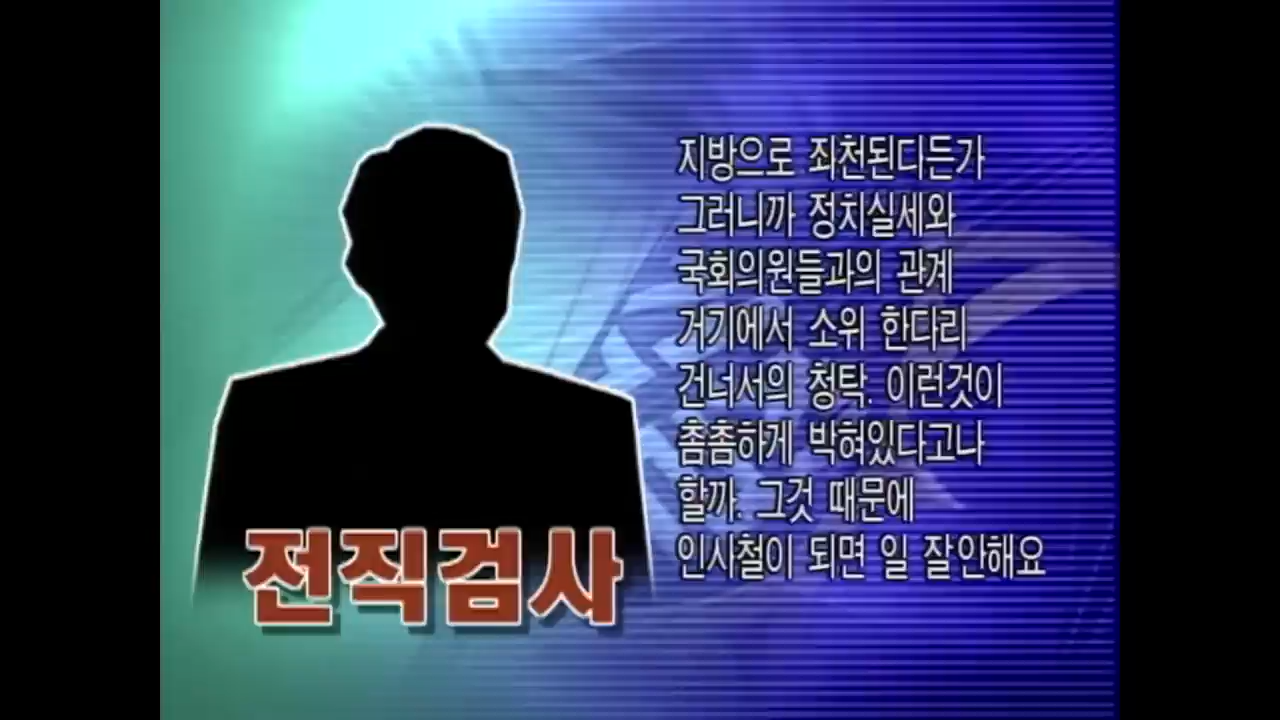 지방으로 좌천된다든가
그러니까 정치실세와
국회의원들과의 관계
거기에서 소위 한다리
건너서의 청탁. 이런것이
촘촘하게 박혀있다고나
할까. 그것 때문에
인사철이 되면 일 잘안해요
전직검사